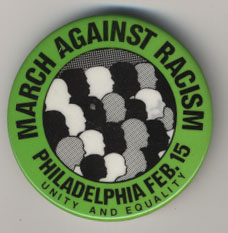 MARCH AGAINST RACISM
PHILADELPHIA FEB. 15
UNITY AND EQUALITY